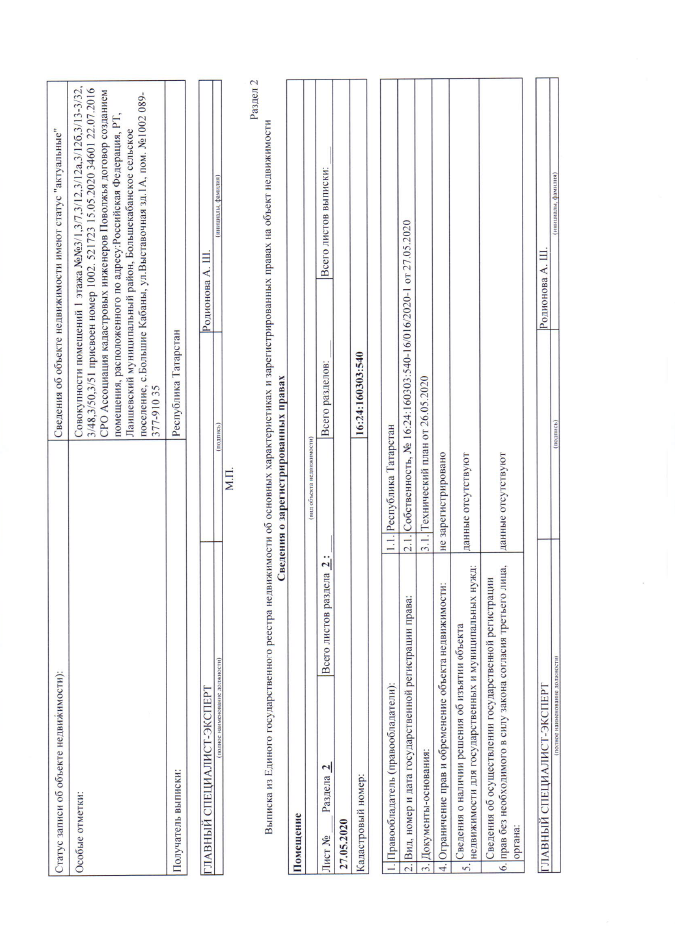 Статус записи об объекте недвижимости:
Сведения об объекте недвижимости имеют статус "актуальные"
Особые отметки:
Совокупности помещений 1 этажа №№3/1,3/7,3/12,3/12а,3/12б,3/13-3/32,
3/48,3/50,3/51 присвоен номер 1002. 521723 15.05.2020 34601 22.07.2016
СРО Ассоциация кадастровых инженеров Поволжья договор созданием
помещения, расположенного по адресу:Российская Федерация, РТ,
Лаишевский муниципальный район, Большекабанское сельское
поселение, с.Большие Кабаны, ул.Выставочная зд.1А, пом. №1002 089-
377-910 35
Получатель выписки:
Республика Татарстан
ГЛАВНЫЙ СПЕЦИАЛИСТ-ЭКСПЕРТ
Родионова А. Ш.
(полное наименование должности)
(подпись)
(инициалы, фамилия)
М.П.
Раздел 2
Выписка из Единого государственного реестра недвижимости об основных характеристиках и зарегистрированных правах на объект недвижимости
Сведения о зарегистрированных правах
Помещение
(вид объекта недвижимости)
Лист № Раздела 2
Всего листов раздела 2 : ___
Всего разделов: ___
Всего листов выписки: ___
27.05.2020
Кадастровый номер:
16:24:160303:540
1. Правообладатель (правообладатели):
1.1. Республика Татарстан
2. Вид, номер и дата государственной регистрации права:
2.1. Собственность, № 16:24:160303:540-16/016/2020-1 от 27.05.2020
3. Документы-основания:
3.1. Технический план от 26.05.2020
4. Ограничение прав и обременение объекта недвижимости:
не зарегистрировано
5. Сведения о наличии решения об изъятии объекта
недвижимости для государственных и муниципальных нужд:
данные отсутствуют
Сведения об осуществлении государственной регистрации
6. прав без необходимого в силу закона согласия третьего лица,
органа:
данные отсутствуют
ГЛАВНЫЙ СПЕЦИАЛИСТ-ЭКСПЕРТ
Родионова А. Ш.
(полное наименование должности)
(подпись)
(инициалы, фамилия)